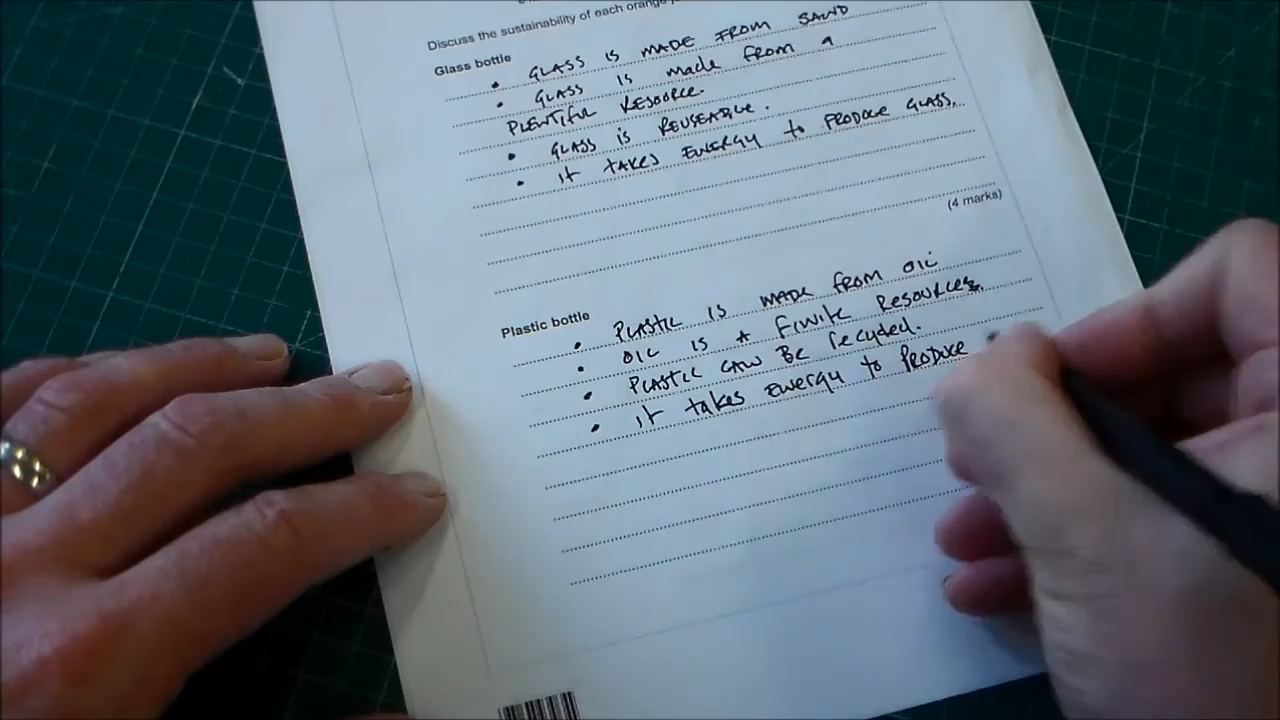 Discuss the sustainability of each orange
Glass bottle
• GLASS IS MADE FROM SAND
• GLASS IS made from a
PLENTIFUL RESOURCE.
• GLASS IS REUSEABLE.
• It TAKES ENERGY to PRODUCE GLASS.
(4 marks)
Plastic bottle
• PLASTIC IS MADE from OIL
• OIL IS A FINITE RESOURCES.
• PLASTIC CAN BE recycled.
• It takes ENERGY to PRODUCE